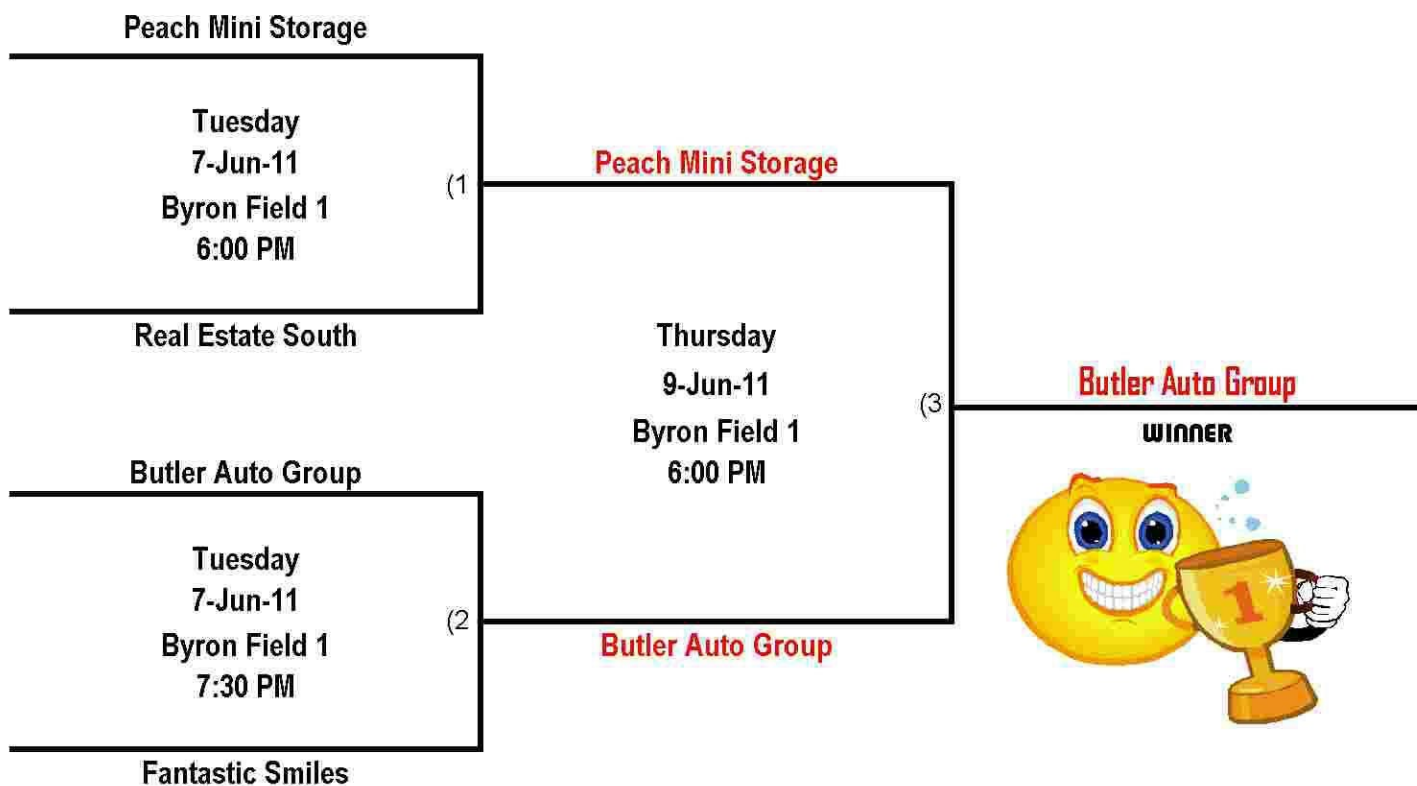 Peach Mini Storage
Tuesday
7-Jun-11
Byron Field 1
6:00 PM
(1
Real Estate South
Butler Auto Group
Tuesday
7-Jun-11
Byron Field 1
7:30 PM
(2
Fantastic Smiles
Peach Mini Storage
Thursday
9-Jun-11
Byron Field 1
6:00 PM
(3
Butler Auto Group
Butler Auto Group
WINNER
1